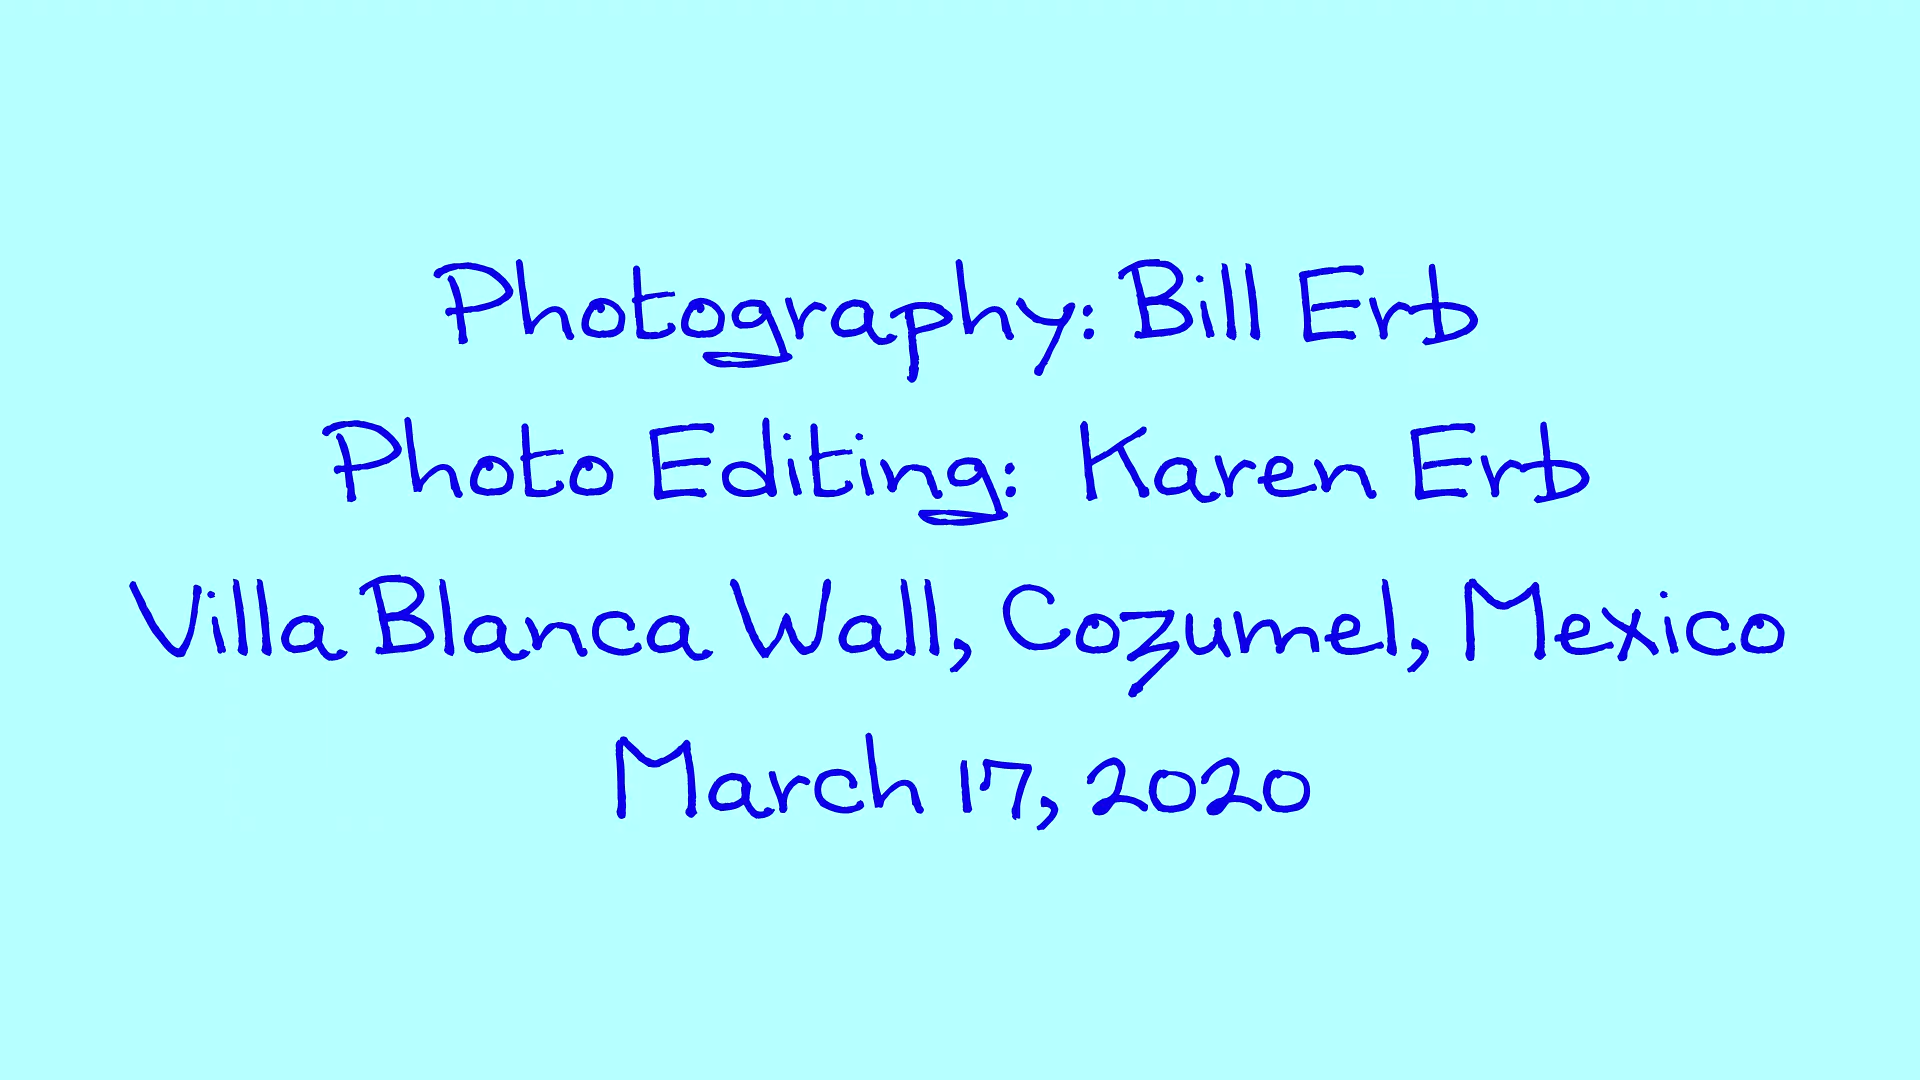 Photography: Bill Erb
Photo Editing: Karen Erb
Villa Blanca Wall, Cozumel, Mexico
March 17, 2020